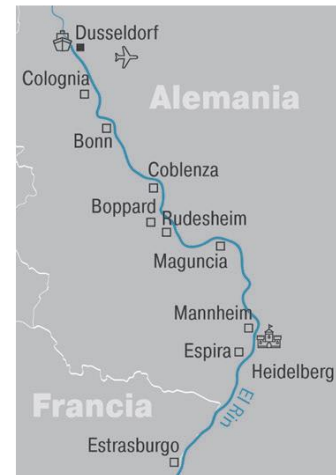 Dusseldorf
Colognia
Alemania
Bonn
Coblenza
Boppard
Rudesheim
Maguncia
Mannheim
Espira
Heidelberg
El Rin
Francia
Estrasburgo